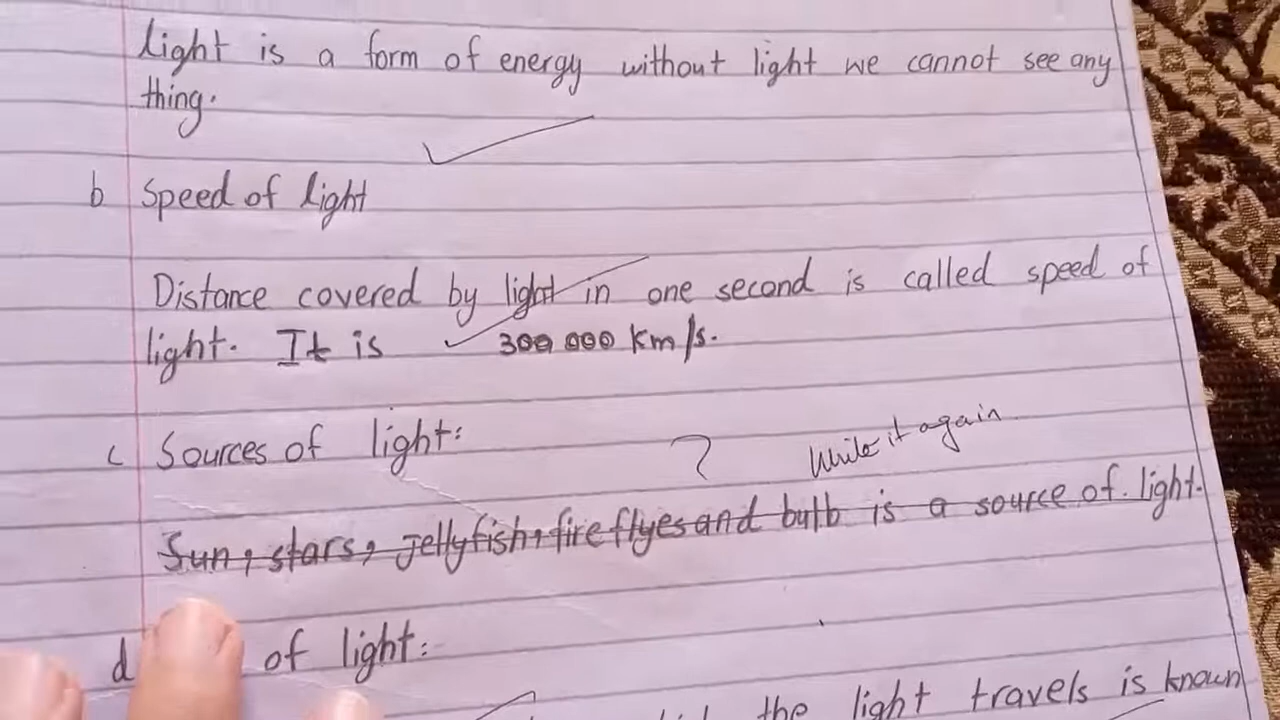 Light is a form of energy without light we cannot see any
thing.
b Speed of light
Distance covered by light in one second is called speed of
light. It is 300 000 Km/s.
c Sources of light:
? Write it again
Sun, stars, Jellyfish, fireflyes and bulb is a source of light.
d of light:
the light travels is known